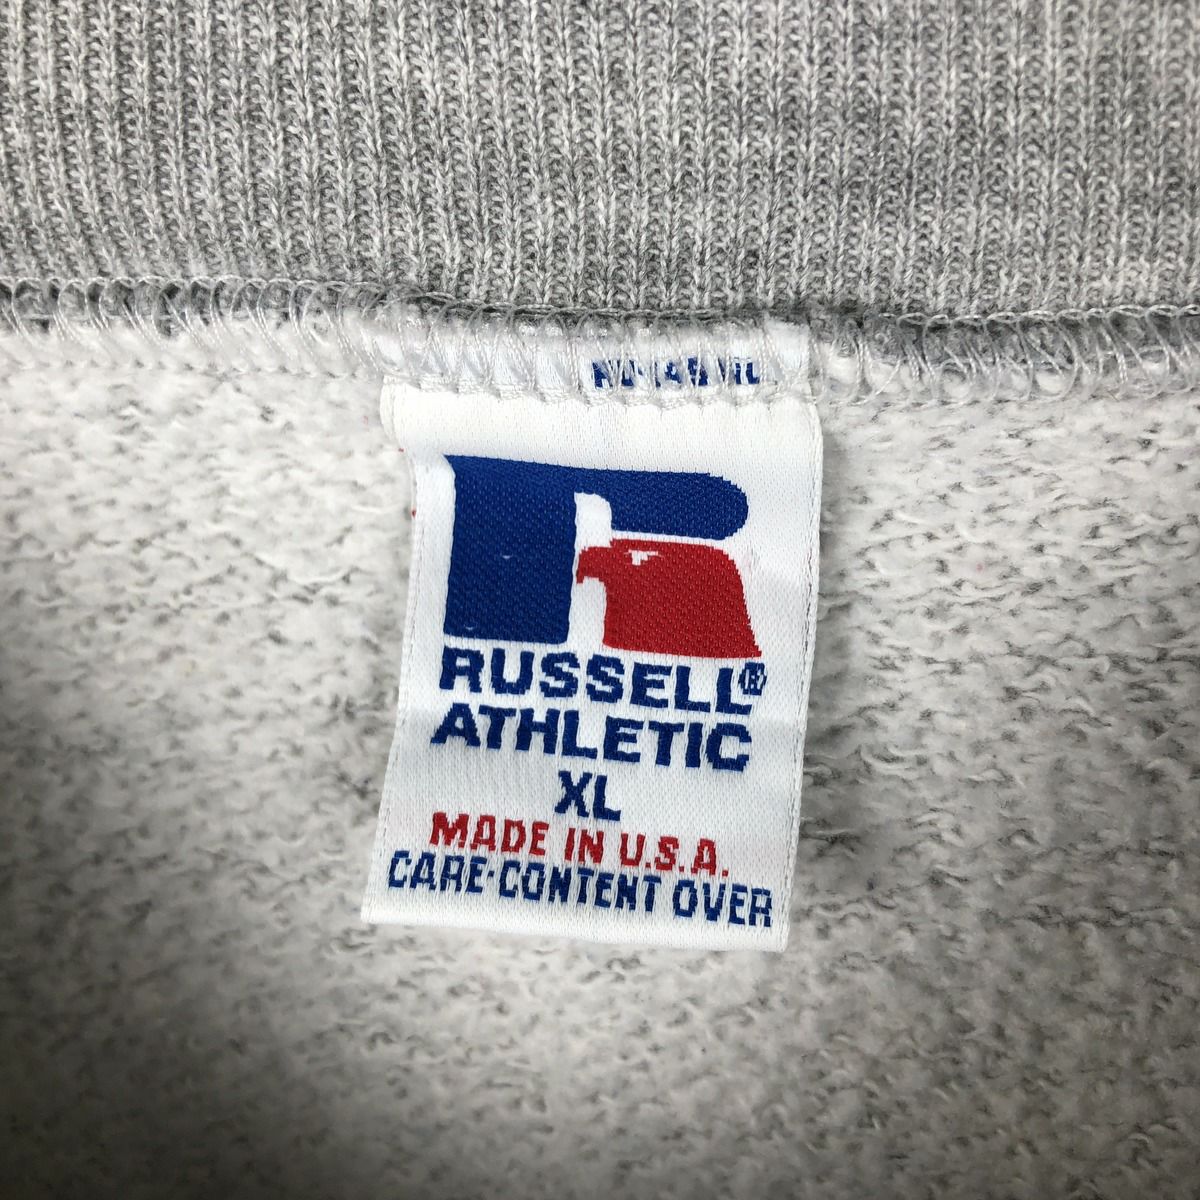 RUSSELL®
ATHLETIC
XL
MADE IN U.S.A.
CARE-CONTENT OVER